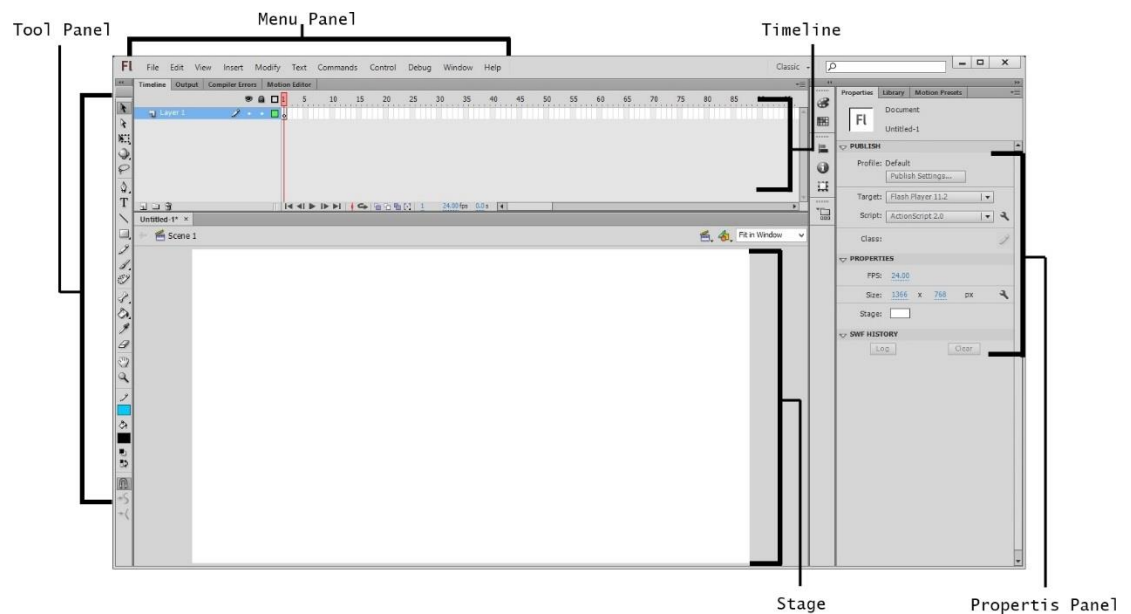 Menu Panel
Tool Panel
Timeline
Fl File Edit View Insert Modify Text Commands Control Debug Window Help Classic
Timeline Output Compiler Errors Motion Editor
Properties Library Motion Presets
1 5 10 15 20 25 30 35 40 45 50 55 60 65 70 75 80 85
Layer 1
Fl
Document
Untitled-1
PUBLISH
Profile: Default
Publish Settings...
Target: Flash Player 11.2
Script: ActionScript 2.0
Class:
1 24.00 fps 0.0 s
Untitled-1* ×
Scene 1
Fit in Window
PROPERTIES
FPS: 24.00
Size: 1366 x 768 px
Stage:
SWF HISTORY
Log Clear
Stage
Propertis Panel